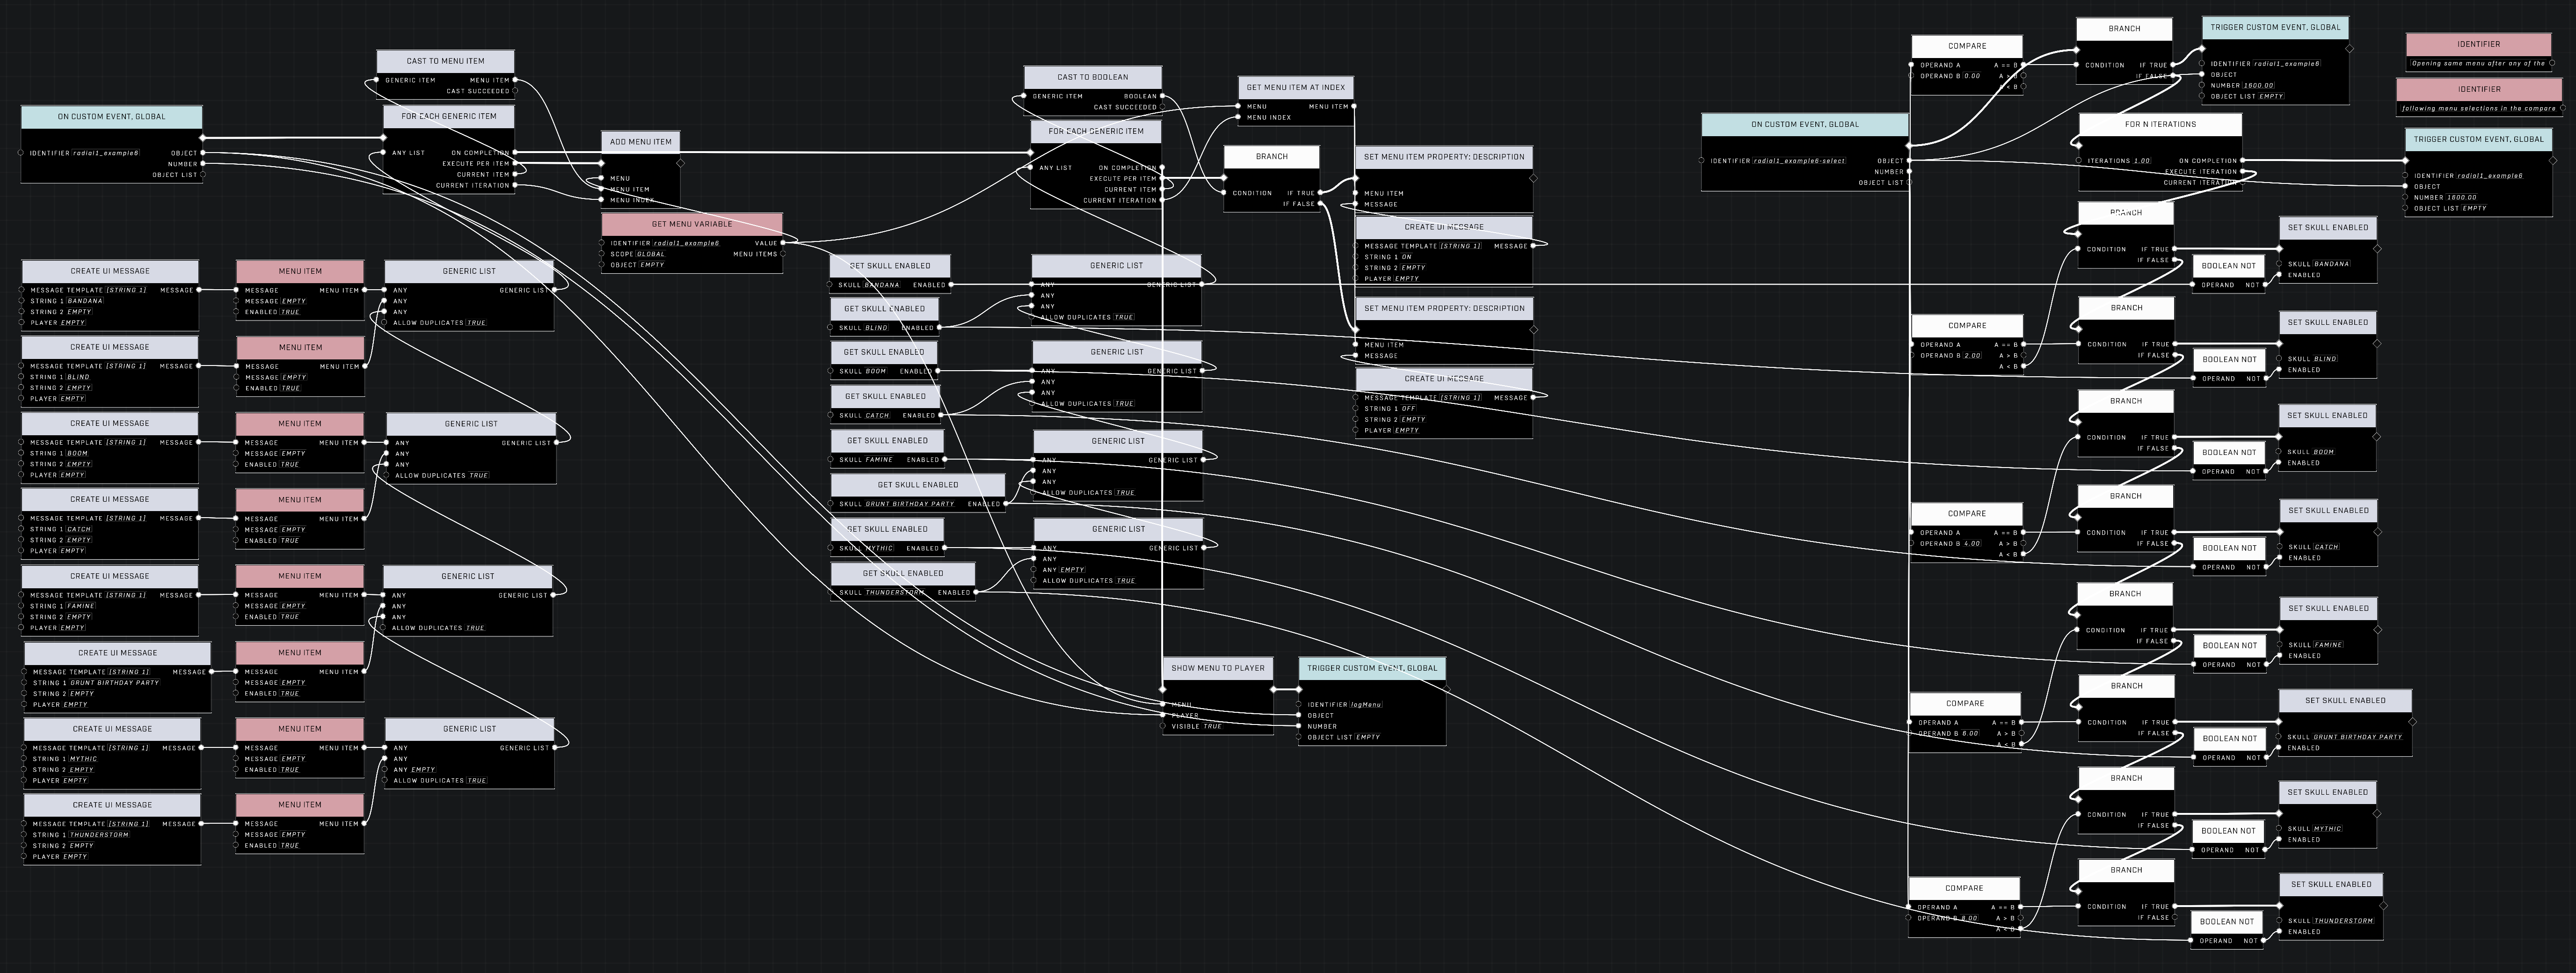 ON CUSTOM EVENT, GLOBAL
IDENTIFIER radial1_example6
OBJECT
NUMBER
OBJECT LIST
CAST TO MENU ITEM
GENERIC ITEM MENU ITEM
CAST SUCCEEDED
FOR EACH GENERIC ITEM
ANY LIST ON COMPLETION
EXECUTE PER ITEM
CURRENT ITEM
CURRENT ITERATION
ADD MENU ITEM
MENU
MENU ITEM
MENU INDEX
GET MENU VARIABLE
IDENTIFIER radial1_example6 VALUE
SCOPE GLOBAL MENU ITEMS
OBJECT EMPTY
CREATE UI MESSAGE
MESSAGE TEMPLATE [STRING 1] MESSAGE
STRING 1 BANDANA
STRING 2 EMPTY
PLAYER EMPTY
MENU ITEM
MESSAGE MENU ITEM
MESSAGE EMPTY
ENABLED TRUE
GENERIC LIST
ANY GENERIC LIST
ANY
ANY
ALLOW DUPLICATES TRUE
CREATE UI MESSAGE
MESSAGE TEMPLATE [STRING 1] MESSAGE
STRING 1 BLIND
STRING 2 EMPTY
PLAYER EMPTY
MENU ITEM
MESSAGE MENU ITEM
MESSAGE EMPTY
ENABLED TRUE
CREATE UI MESSAGE
MESSAGE TEMPLATE [STRING 1] MESSAGE
STRING 1 BOOM
STRING 2 EMPTY
PLAYER EMPTY
MENU ITEM
MESSAGE MENU ITEM
MESSAGE EMPTY
ENABLED TRUE
GENERIC LIST
ANY GENERIC LIST
ANY
ANY
ALLOW DUPLICATES TRUE
CREATE UI MESSAGE
MESSAGE TEMPLATE [STRING 1] MESSAGE
STRING 1 CATCH
STRING 2 EMPTY
PLAYER EMPTY
MENU ITEM
MESSAGE MENU ITEM
MESSAGE EMPTY
ENABLED TRUE
CREATE UI MESSAGE
MESSAGE TEMPLATE [STRING 1] MESSAGE
STRING 1 FAMINE
STRING 2 EMPTY
PLAYER EMPTY
MENU ITEM
MESSAGE MENU ITEM
MESSAGE EMPTY
ENABLED TRUE
GENERIC LIST
ANY GENERIC LIST
ANY
ANY
ALLOW DUPLICATES TRUE
CREATE UI MESSAGE
MESSAGE TEMPLATE [STRING 1] MESSAGE
STRING 1 GRUNT BIRTHDAY PARTY
STRING 2 EMPTY
PLAYER EMPTY
MENU ITEM
MESSAGE MENU ITEM
MESSAGE EMPTY
ENABLED TRUE
CREATE UI MESSAGE
MESSAGE TEMPLATE [STRING 1] MESSAGE
STRING 1 MYTHIC
STRING 2 EMPTY
PLAYER EMPTY
MENU ITEM
MESSAGE MENU ITEM
MESSAGE EMPTY
ENABLED TRUE
GENERIC LIST
ANY GENERIC LIST
ANY
ANY EMPTY
ALLOW DUPLICATES TRUE
CREATE UI MESSAGE
MESSAGE TEMPLATE [STRING 1] MESSAGE
STRING 1 THUNDERSTORM
STRING 2 EMPTY
PLAYER EMPTY
MENU ITEM
MESSAGE MENU ITEM
MESSAGE EMPTY
ENABLED TRUE
CAST TO BOOLEAN
GENERIC ITEM BOOLEAN
CAST SUCCEEDED
FOR EACH GENERIC ITEM
ANY LIST ON COMPLETION
EXECUTE PER ITEM
CURRENT ITEM
CURRENT ITERATION
GET MENU ITEM AT INDEX
MENU MENU ITEM
MENU INDEX
BRANCH
CONDITION IF TRUE
IF FALSE
SET MENU ITEM PROPERTY: DESCRIPTION
MENU ITEM
MESSAGE
CREATE UI MESSAGE
MESSAGE TEMPLATE [STRING 1] MESSAGE
STRING 1 ON
STRING 2 EMPTY
PLAYER EMPTY
SET MENU ITEM PROPERTY: DESCRIPTION
MENU ITEM
MESSAGE
CREATE UI MESSAGE
MESSAGE TEMPLATE [STRING 1] MESSAGE
STRING 1 OFF
STRING 2 EMPTY
PLAYER EMPTY
GET SKULL ENABLED
SKULL BANDANA ENABLED
GENERIC LIST
ANY GENERIC LIST
ANY
ANY
ALLOW DUPLICATES TRUE
GET SKULL ENABLED
SKULL BLIND ENABLED
GET SKULL ENABLED
SKULL BOOM ENABLED
GENERIC LIST
ANY GENERIC LIST
ANY
ANY
ALLOW DUPLICATES TRUE
GET SKULL ENABLED
SKULL CATCH ENABLED
GET SKULL ENABLED
SKULL FAMINE ENABLED
GENERIC LIST
ANY GENERIC LIST
ANY
ANY
ALLOW DUPLICATES TRUE
GET SKULL ENABLED
SKULL GRUNT BIRTHDAY PARTY ENABLED
GET SKULL ENABLED
SKULL MYTHIC ENABLED
GENERIC LIST
ANY GENERIC LIST
ANY
ANY EMPTY
ALLOW DUPLICATES TRUE
GET SKULL ENABLED
SKULL THUNDERSTORM ENABLED
SHOW MENU TO PLAYER
MENU
PLAYER
VISIBLE TRUE
TRIGGER CUSTOM EVENT, GLOBAL
IDENTIFIER logMenu
OBJECT
NUMBER
OBJECT LIST EMPTY
ON CUSTOM EVENT, GLOBAL
IDENTIFIER radial1_example6-select
OBJECT
NUMBER
OBJECT LIST
COMPARE
OPERAND A A == B
OPERAND B 0.00 A > B
A < B
BRANCH
CONDITION IF TRUE
IF FALSE
TRIGGER CUSTOM EVENT, GLOBAL
IDENTIFIER radial1_example6
OBJECT
NUMBER 1600.00
OBJECT LIST EMPTY
IDENTIFIER
Opening same menu after any of the
IDENTIFIER
following menu selections in the compare
FOR N ITERATIONS
ITERATIONS 1.00 ON COMPLETION
EXECUTE ITERATION
CURRENT ITERATION
TRIGGER CUSTOM EVENT, GLOBAL
IDENTIFIER radial1_example6
OBJECT
NUMBER 1600.00
OBJECT LIST EMPTY
BRANCH
CONDITION IF TRUE
IF FALSE
BOOLEAN NOT
OPERAND NOT
SET SKULL ENABLED
SKULL BANDANA
ENABLED
COMPARE
OPERAND A A == B
OPERAND B 2.00 A > B
A < B
BRANCH
CONDITION IF TRUE
IF FALSE
BOOLEAN NOT
OPERAND NOT
SET SKULL ENABLED
SKULL BLIND
ENABLED
BRANCH
CONDITION IF TRUE
IF FALSE
BOOLEAN NOT
OPERAND NOT
SET SKULL ENABLED
SKULL BOOM
ENABLED
COMPARE
OPERAND A A == B
OPERAND B 4.00 A > B
A < B
BRANCH
CONDITION IF TRUE
IF FALSE
BOOLEAN NOT
OPERAND NOT
SET SKULL ENABLED
SKULL CATCH
ENABLED
BRANCH
CONDITION IF TRUE
IF FALSE
BOOLEAN NOT
OPERAND NOT
SET SKULL ENABLED
SKULL FAMINE
ENABLED
COMPARE
OPERAND A A == B
OPERAND B 6.00 A > B
A < B
BRANCH
CONDITION IF TRUE
IF FALSE
BOOLEAN NOT
OPERAND NOT
SET SKULL ENABLED
SKULL GRUNT BIRTHDAY PARTY
ENABLED
BRANCH
CONDITION IF TRUE
IF FALSE
BOOLEAN NOT
OPERAND NOT
SET SKULL ENABLED
SKULL MYTHIC
ENABLED
COMPARE
OPERAND A A == B
OPERAND B 8.00 A > B
A < B
BRANCH
CONDITION IF TRUE
IF FALSE
BOOLEAN NOT
OPERAND NOT
SET SKULL ENABLED
SKULL THUNDERSTORM
ENABLED